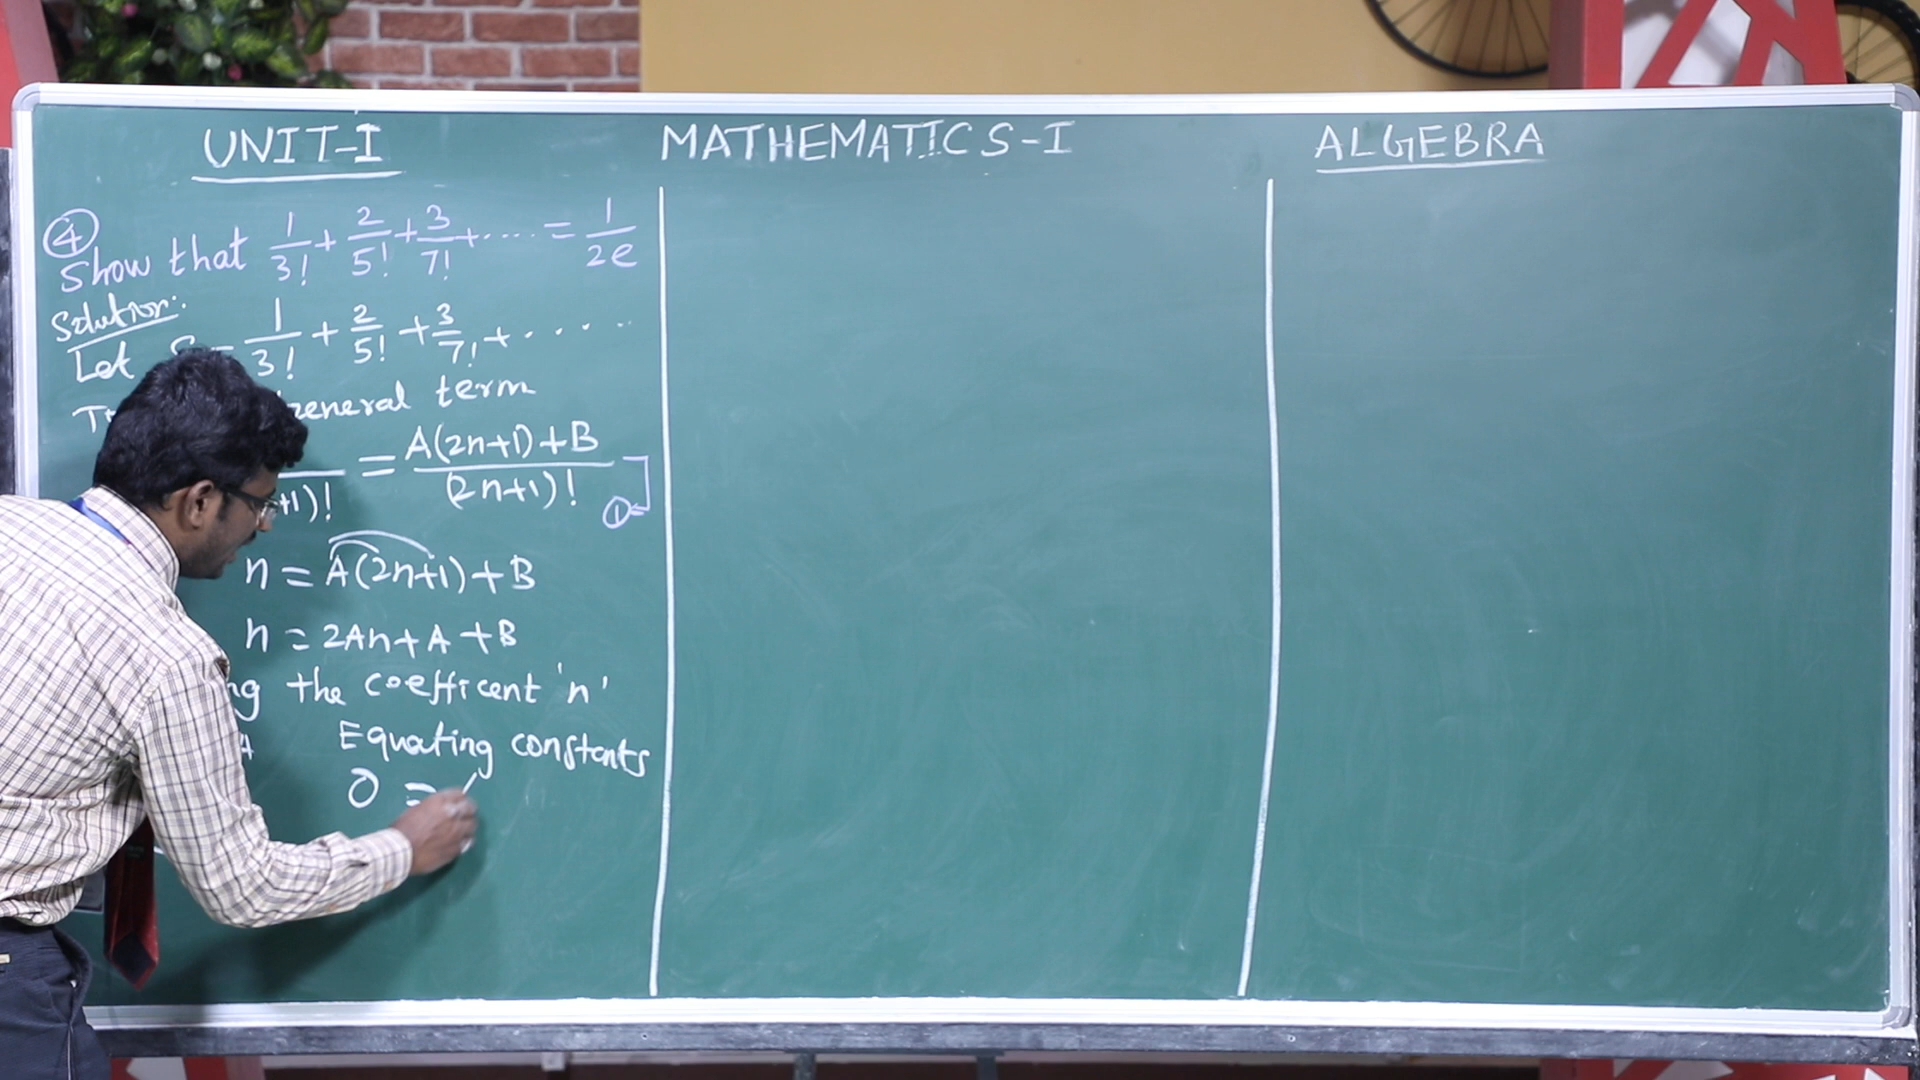 UNIT-I
MATHEMATICS-I
ALGEBRA
④
Show that 1/3! + 2/5! + 3/7! + ..... = 1/2e
Solution:
Let = 1/3! + 2/5! + 3/7! + .....
general term
+1)! = A(2n+1)+B/(2n+1)!
①
n = A(2n+1)+B
n = 2An+A+B
ng the coefficent 'n'
A Equating constants
0 =